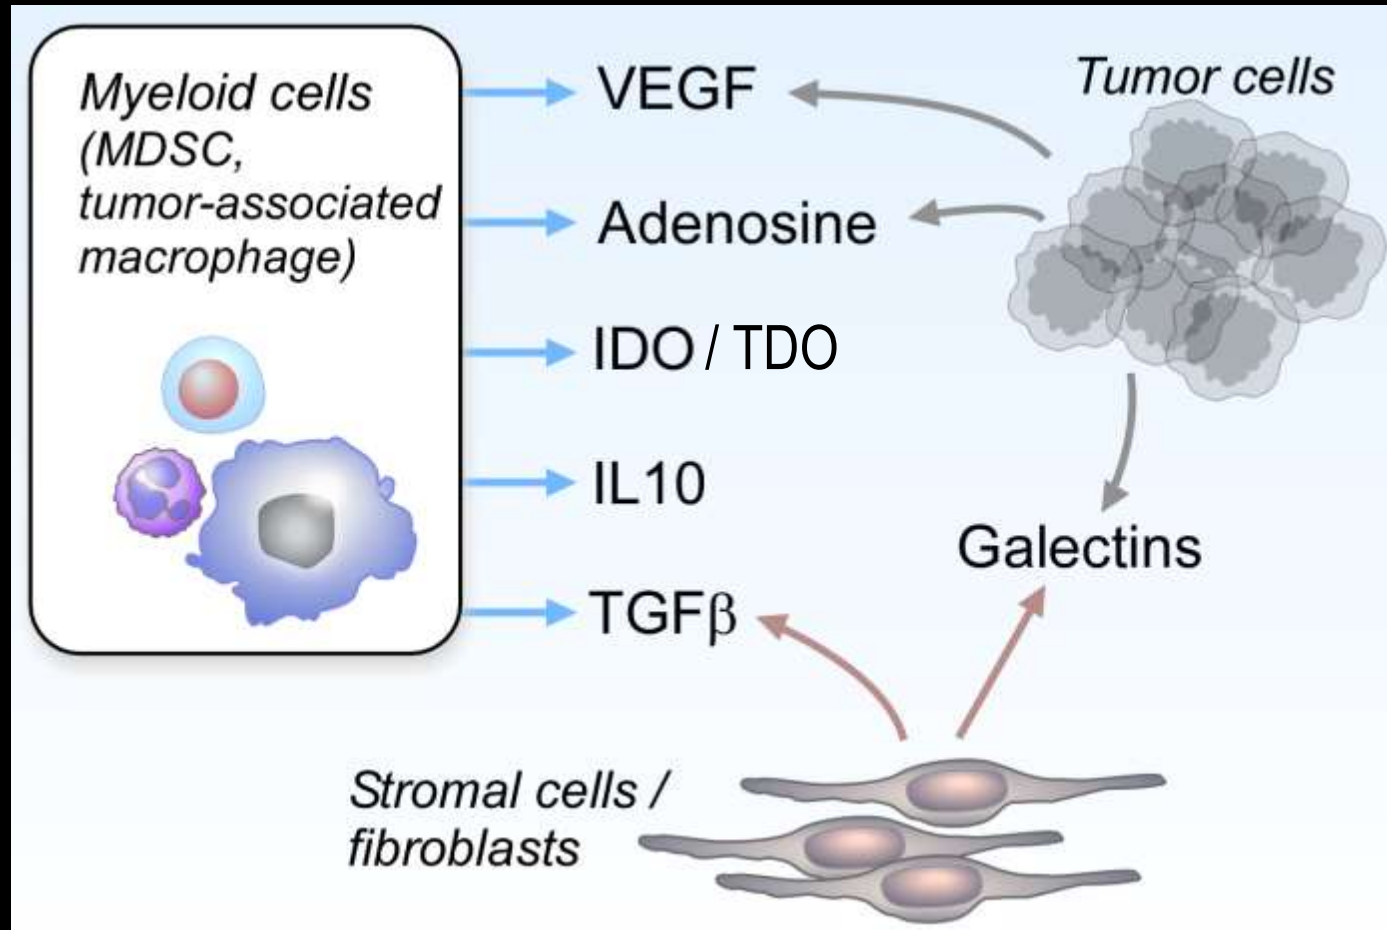 Myeloid cells
(MDSC,
tumor-associated
macrophage)
VEGF
Adenosine
IDO / TDO
IL10
TGFβ
Tumor cells
Galectins
Stromal cells /
fibroblasts